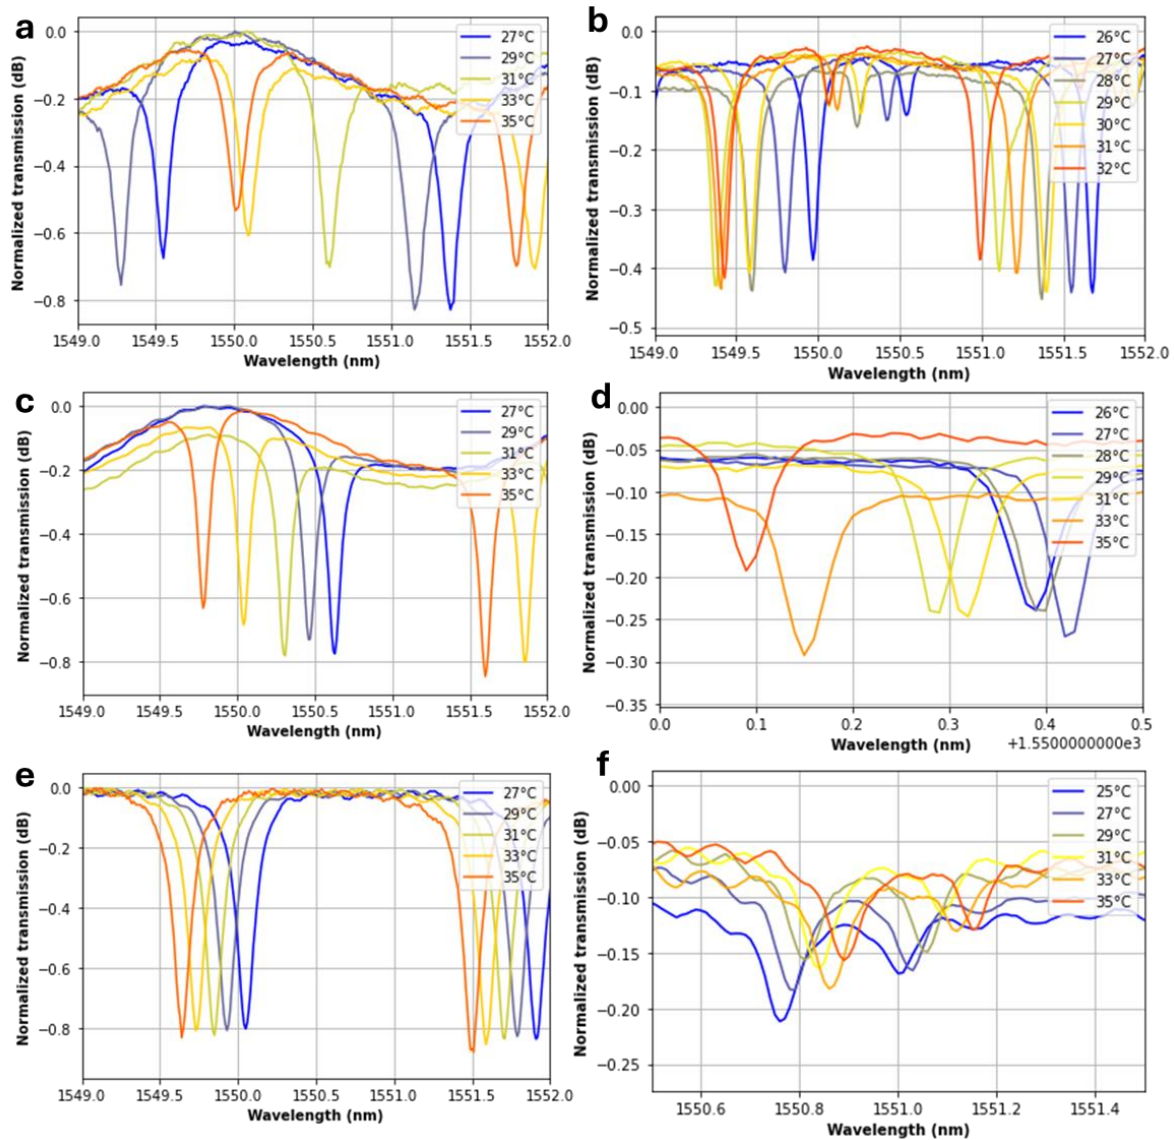 a
Normalized transmission (dB)
0.0
−0.2
−0.4
−0.6
−0.8
27°C
29°C
31°C
33°C
35°C
1549.0 1549.5 1550.0 1550.5 1551.0 1551.5 1552.0
Wavelength (nm)
b
Normalized transmission (dB)
0.0
−0.1
−0.2
−0.3
−0.4
−0.5
26°C
27°C
28°C
29°C
30°C
31°C
32°C
1549.0 1549.5 1550.0 1550.5 1551.0 1551.5 1552.0
Wavelength (nm)
c
Normalized transmission (dB)
0.0
−0.2
−0.4
−0.6
−0.8
27°C
29°C
31°C
33°C
35°C
1549.0 1549.5 1550.0 1550.5 1551.0 1551.5 1552.0
Wavelength (nm)
d
Normalized transmission (dB)
0.00
−0.05
−0.10
−0.15
−0.20
−0.25
−0.30
−0.35
26°C
27°C
28°C
29°C
31°C
33°C
35°C
0.0 0.1 0.2 0.3 0.4 0.5
Wavelength (nm) +1.5500000000e3
e
Normalized transmission (dB)
0.0
−0.2
−0.4
−0.6
−0.8
27°C
29°C
31°C
33°C
35°C
1549.0 1549.5 1550.0 1550.5 1551.0 1551.5 1552.0
Wavelength (nm)
f
Normalized transmission (dB)
0.00
−0.05
−0.10
−0.15
−0.20
−0.25
25°C
27°C
29°C
31°C
33°C
35°C
1550.6 1550.8 1551.0 1551.2 1551.4
Wavelength (nm)